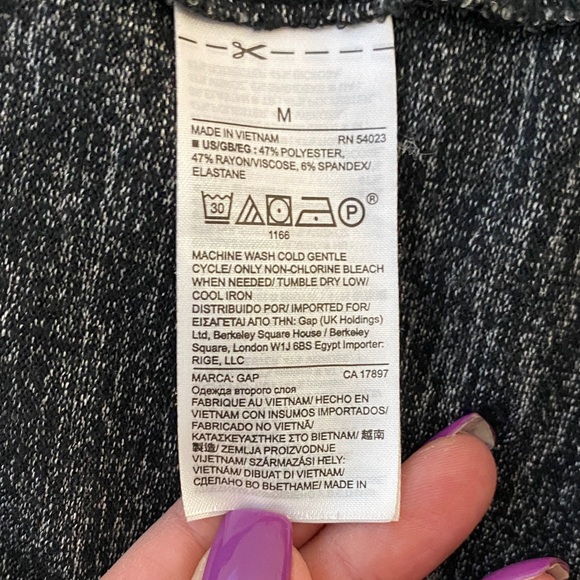 M
MADE IN VIETNAM RN 54023
■ US/GB/EG : 47% POLYESTER,
47% RAYON/VISCOSE, 6% SPANDEX/
ELASTANE
30 P ®
1166
MACHINE WASH COLD GENTLE
CYCLE/ ONLY NON-CHLORINE BLEACH
WHEN NEEDED/ TUMBLE DRY LOW/
COOL IRON
DISTRIBUIDO POR/ IMPORTED FOR/
ΕΙΣΑΓΕΤΑΙ ΑΠΟ ΤΗΝ: Gap (UK Holdings)
Ltd, Berkeley Square House / Berkeley
Square, London W1J 6BS Egypt Importer:
RIGE, LLC
MARCA: GAP CA 17897
Одежда второго слоя
FABRIQUE AU VIETNAM/ HECHO EN
VIETNAM CON INSUMOS IMPORTADOS/
FABRICADO NO VIETNÃ/
ΚΑΤΑΣΚΕΥΑΣΤΗΚΕ ΣΤΟ ΒΙΕΤΝΑΜ/ 越南
製造/ ZEMLJA PROIZVODNJE
VIJETNAM/ SZÁRMAZÁSI HELY:
VIETNÁM/ DIBUAT DI VIETNAM/
СДЕЛАНО ВО ВЬЕТНАМЕ/ MADE IN